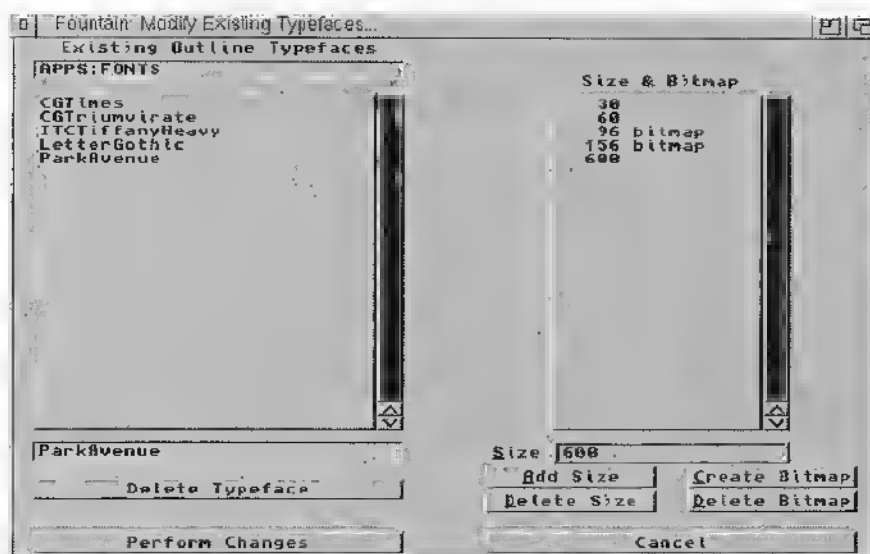 Fountain: Modify Existing Typefaces...
Existing Outline Typefaces
APPS:FONTS
CGTimes
CGTriumvirate
ITCTiffanyHeavy
LetterGothic
ParkAvenue
ParkAvenue
Delete Typeface
Perform Changes
Size & Bitmap
30
60
96 bitmap
156 bitmap
600
Size 600
Add Size
Create Bitmap
Delete Size
Delete Bitmap
Cancel